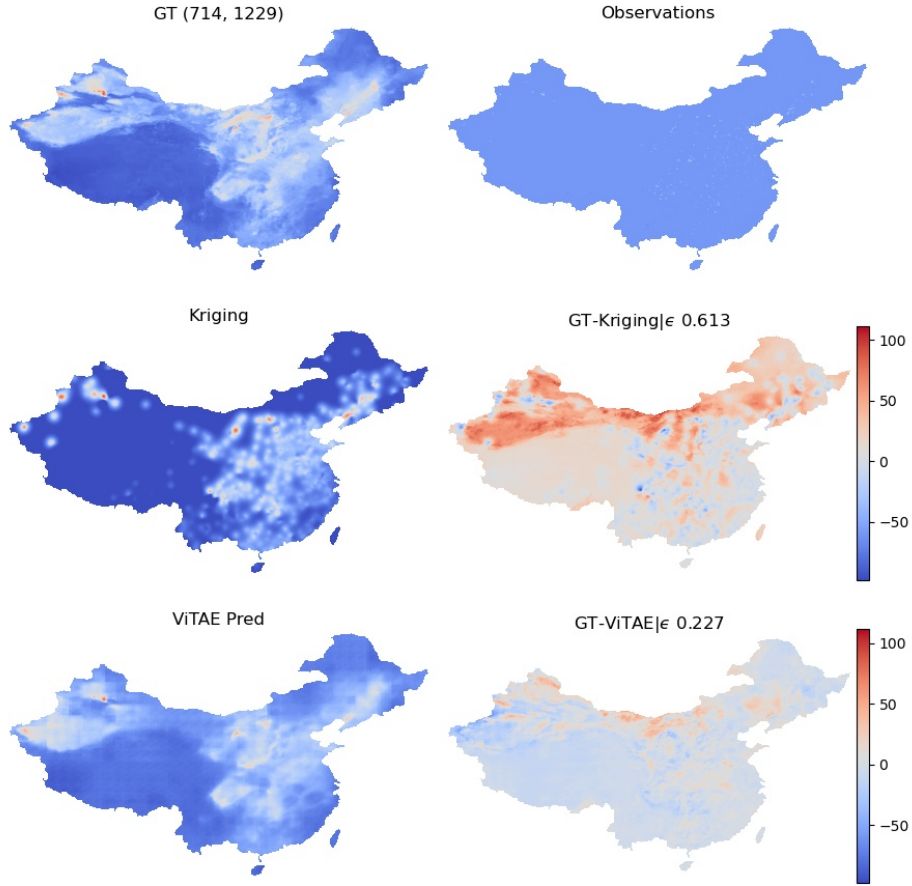 GT (714, 1229)
Observations
Kriging
GT-Kriging|ϵ 0.613
100
50
0
−50
ViTAE Pred
GT-ViTAE|ϵ 0.227
100
50
0
−50